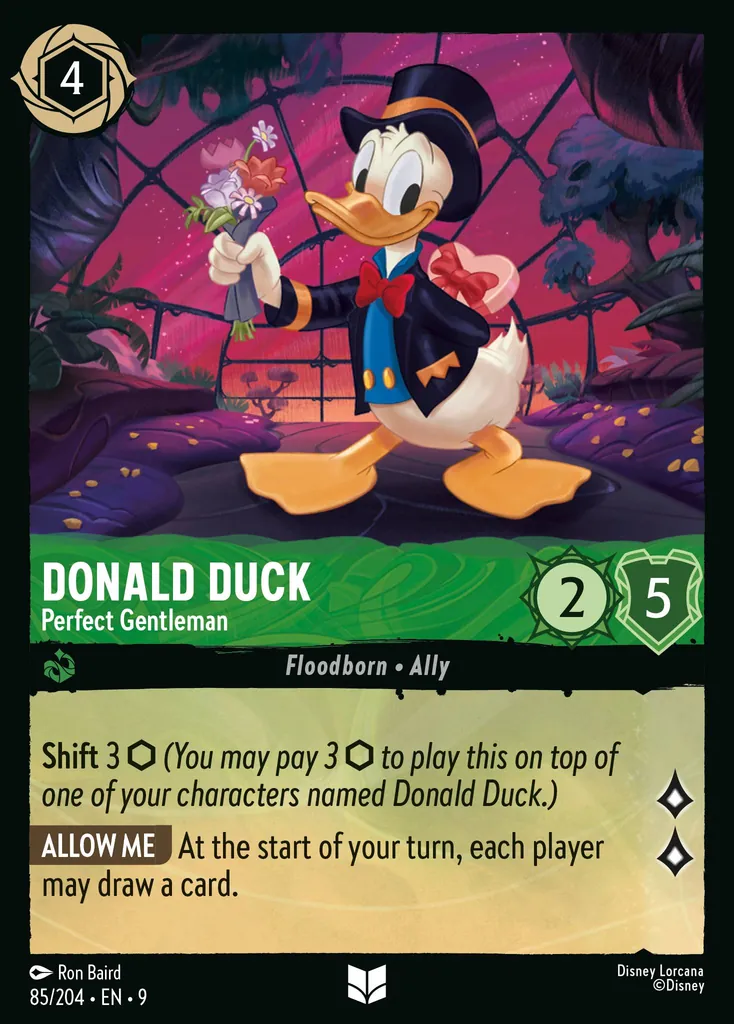 4
DONALD DUCK
Perfect Gentleman
2
5
Floodborn • Ally
Shift 3 ⬡ (You may pay 3 ⬡ to play this on top of
one of your characters named Donald Duck.)
ALLOW ME At the start of your turn, each player
may draw a card.
Ron Baird
85/204 • EN • 9
Disney Lorcana
©Disney